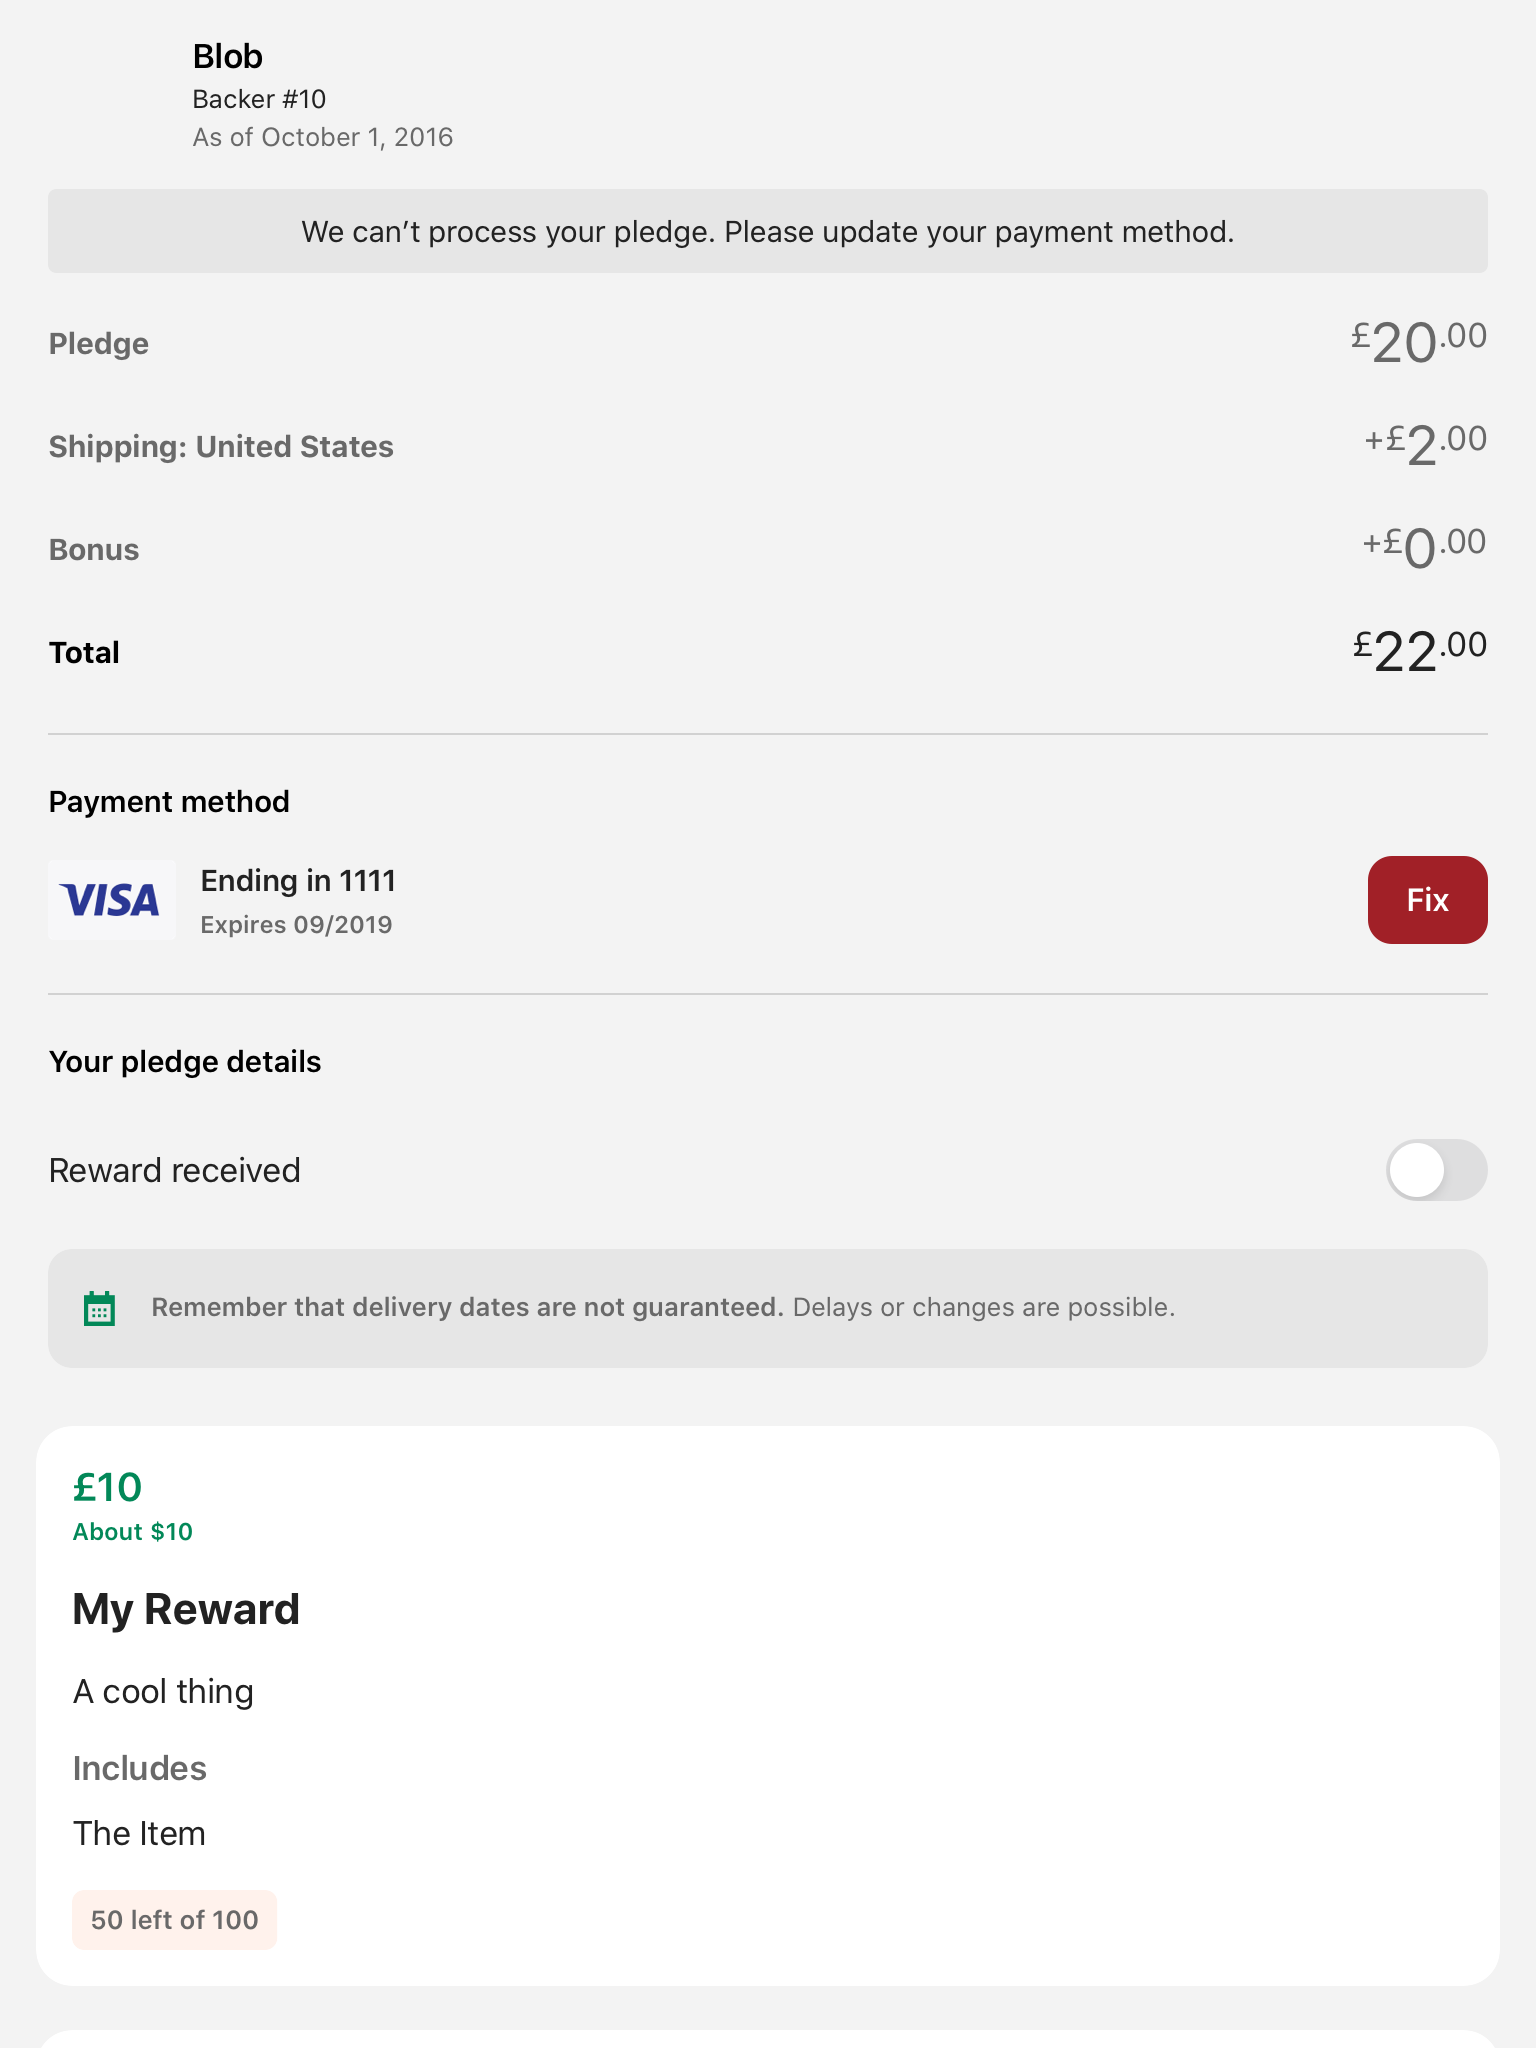 Blob
Backer #10
As of October 1, 2016
We can’t process your pledge. Please update your payment method.
Pledge £20.00
Shipping: United States +£2.00
Bonus +£0.00
Total £22.00
Payment method
VISA
Ending in 1111
Expires 09/2019
Fix
Your pledge details
Reward received
Remember that delivery dates are not guaranteed. Delays or changes are possible.
£10
About $10
My Reward
A cool thing
Includes
The Item
50 left of 100